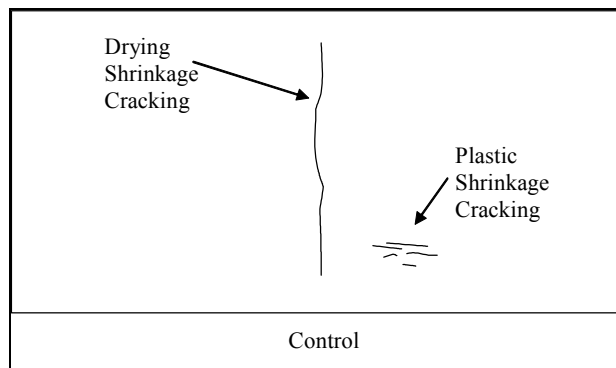 Drying
Shrinkage
Cracking
Plastic
Shrinkage
Cracking
Control